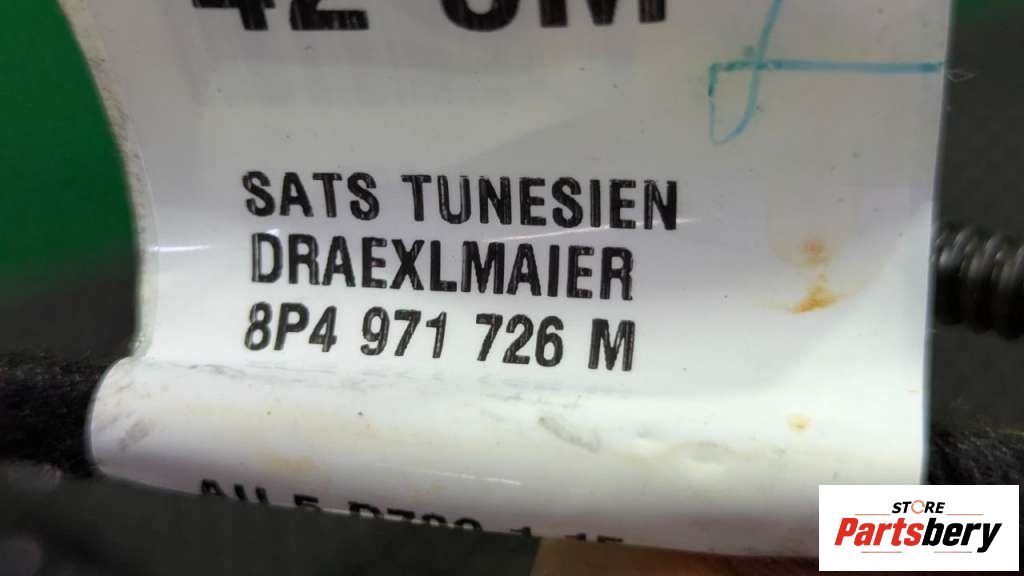 SATS TUNESIEN
DRAEXLMAIER
8P4 971 726 M
STORE
Partsbery